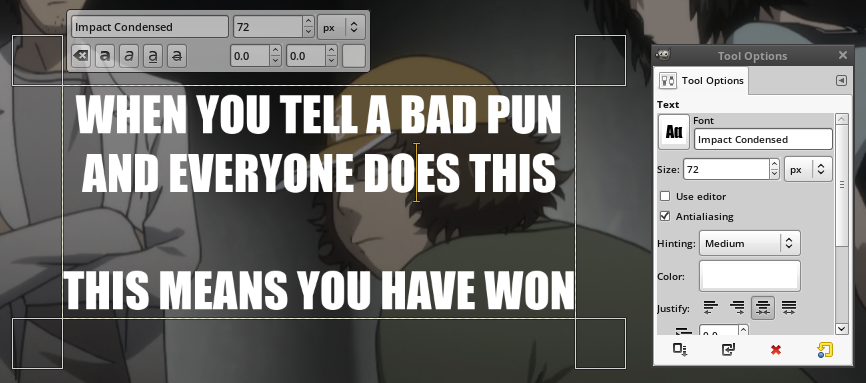 Impact Condensed
72
px
a a a a
0.0
0.0
WHEN YOU TELL A BAD PUN
AND EVERYONE DOES THIS
THIS MEANS YOU HAVE WON
Tool Options
Tool Options
Text
Aa
Font
Impact Condensed
Size: 72 px
Use editor
Antialiasing
Hinting: Medium
Color:
Justify:
0.0